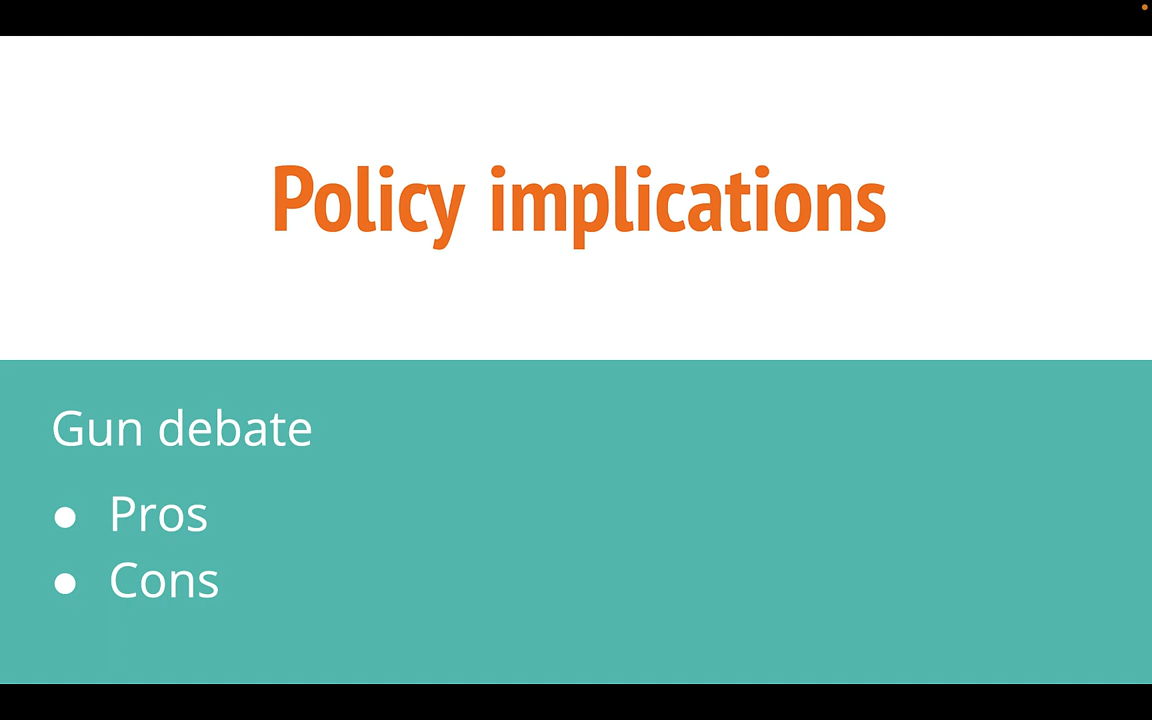 Policy implications
Gun debate
● Pros
● Cons